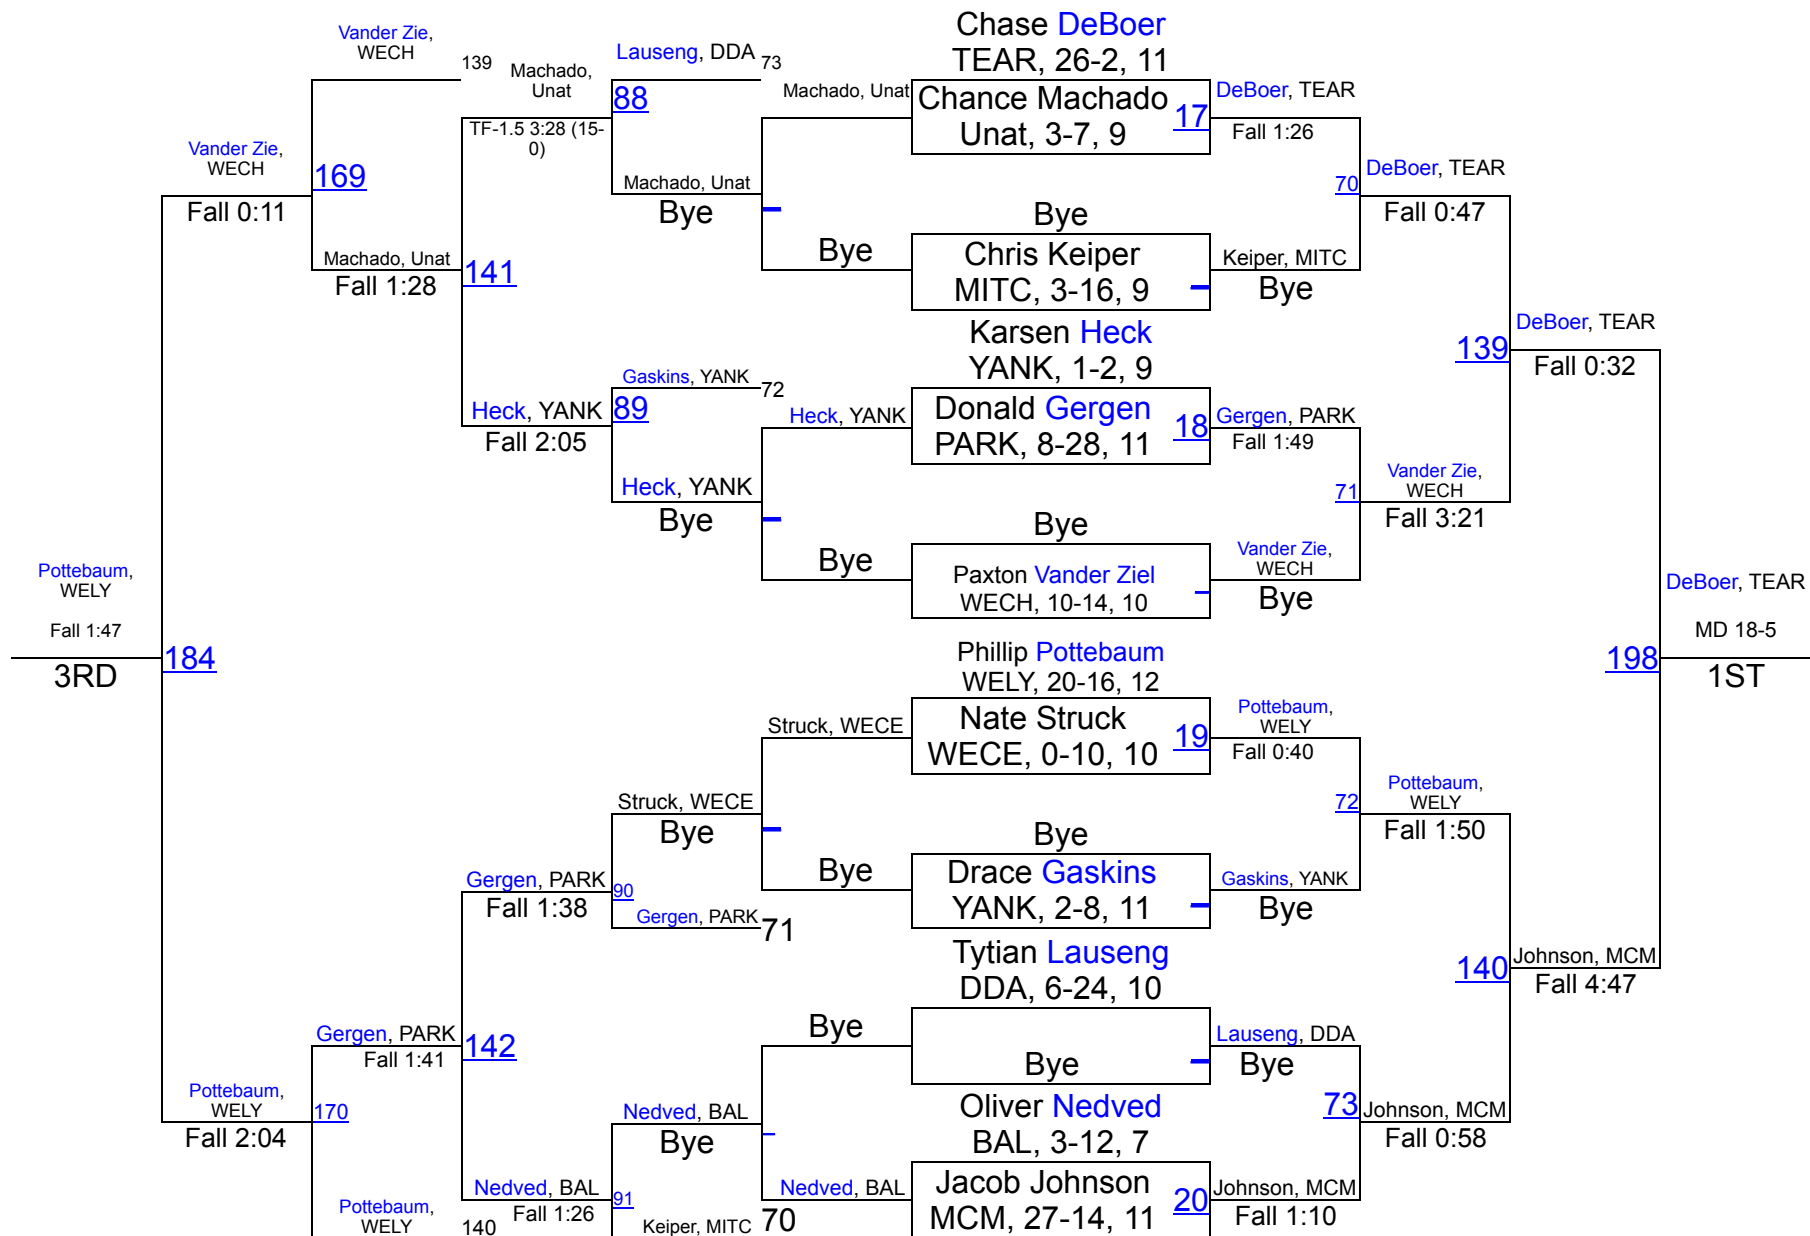 Vander Zie,
WECH
139
Machado,
Unat
Lauseng, DDA
73
Machado, Unat
Chase DeBoer
TEAR, 26-2, 11
Chance Machado
Unat, 3-7, 9
17
DeBoer, TEAR
Fall 1:26
88
TF-1.5 3:28 (15-
0)
Vander Zie,
WECH
Fall 0:11
169
Machado, Unat
Bye
70
DeBoer, TEAR
Fall 0:47
Bye
Bye
Chris Keiper
MITC, 3-16, 9
Keiper, MITC
Bye
Machado, Unat
Fall 1:28
141
Karsen Heck
YANK, 1-2, 9
139
DeBoer, TEAR
Fall 0:32
Gaskins, YANK
72
Heck, YANK
Fall 2:05
89
Heck, YANK
Donald Gergen
PARK, 8-28, 11
18
Gergen, PARK
Fall 1:49
Heck, YANK
Bye
71
Vander Zie,
WECH
Fall 3:21
Bye
Bye
Paxton Vander Ziel
WECH, 10-14, 10
Vander Zie,
WECH
Bye
Pottebaum,
WELY
Fall 1:47
3RD
184
DeBoer, TEAR
MD 18-5
1ST
198
Phillip Pottebaum
WELY, 20-16, 12
Struck, WECE
Nate Struck
WECE, 0-10, 10
19
Pottebaum,
WELY
Fall 0:40
Struck, WECE
Bye
72
Pottebaum,
WELY
Fall 1:50
Bye
Bye
Drace Gaskins
YANK, 2-8, 11
Gaskins, YANK
Bye
Gergen, PARK
Fall 1:38
90
Gergen, PARK
71
Tytian Lauseng
DDA, 6-24, 10
140
Johnson, MCM
Fall 4:47
Bye
Bye
Lauseng, DDA
Bye
Gergen, PARK
Fall 1:41
142
Pottebaum,
WELY
Fall 2:04
170
Nedved, BAL
Bye
Oliver Nedved
BAL, 3-12, 7
73
Johnson, MCM
Fall 0:58
Nedved, BAL
Fall 1:26
91
Nedved, BAL
Jacob Johnson
MCM, 27-14, 11
20
Johnson, MCM
Fall 1:10
Pottebaum,
WELY
140
Keiper, MITC
70